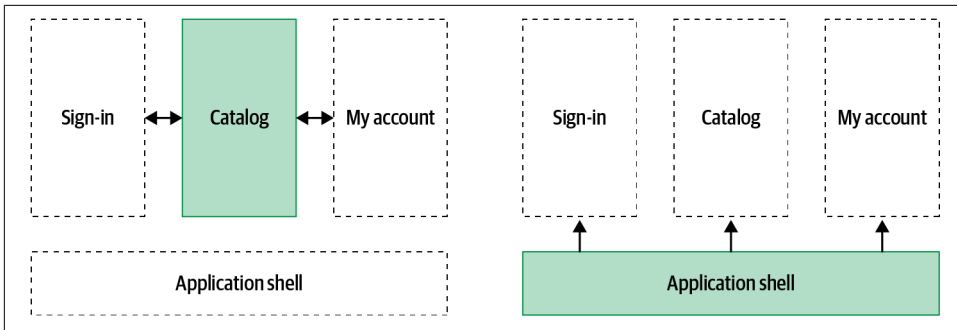 Sign-in
Catalog
My account
Application shell
Sign-in
Catalog
My account
Application shell